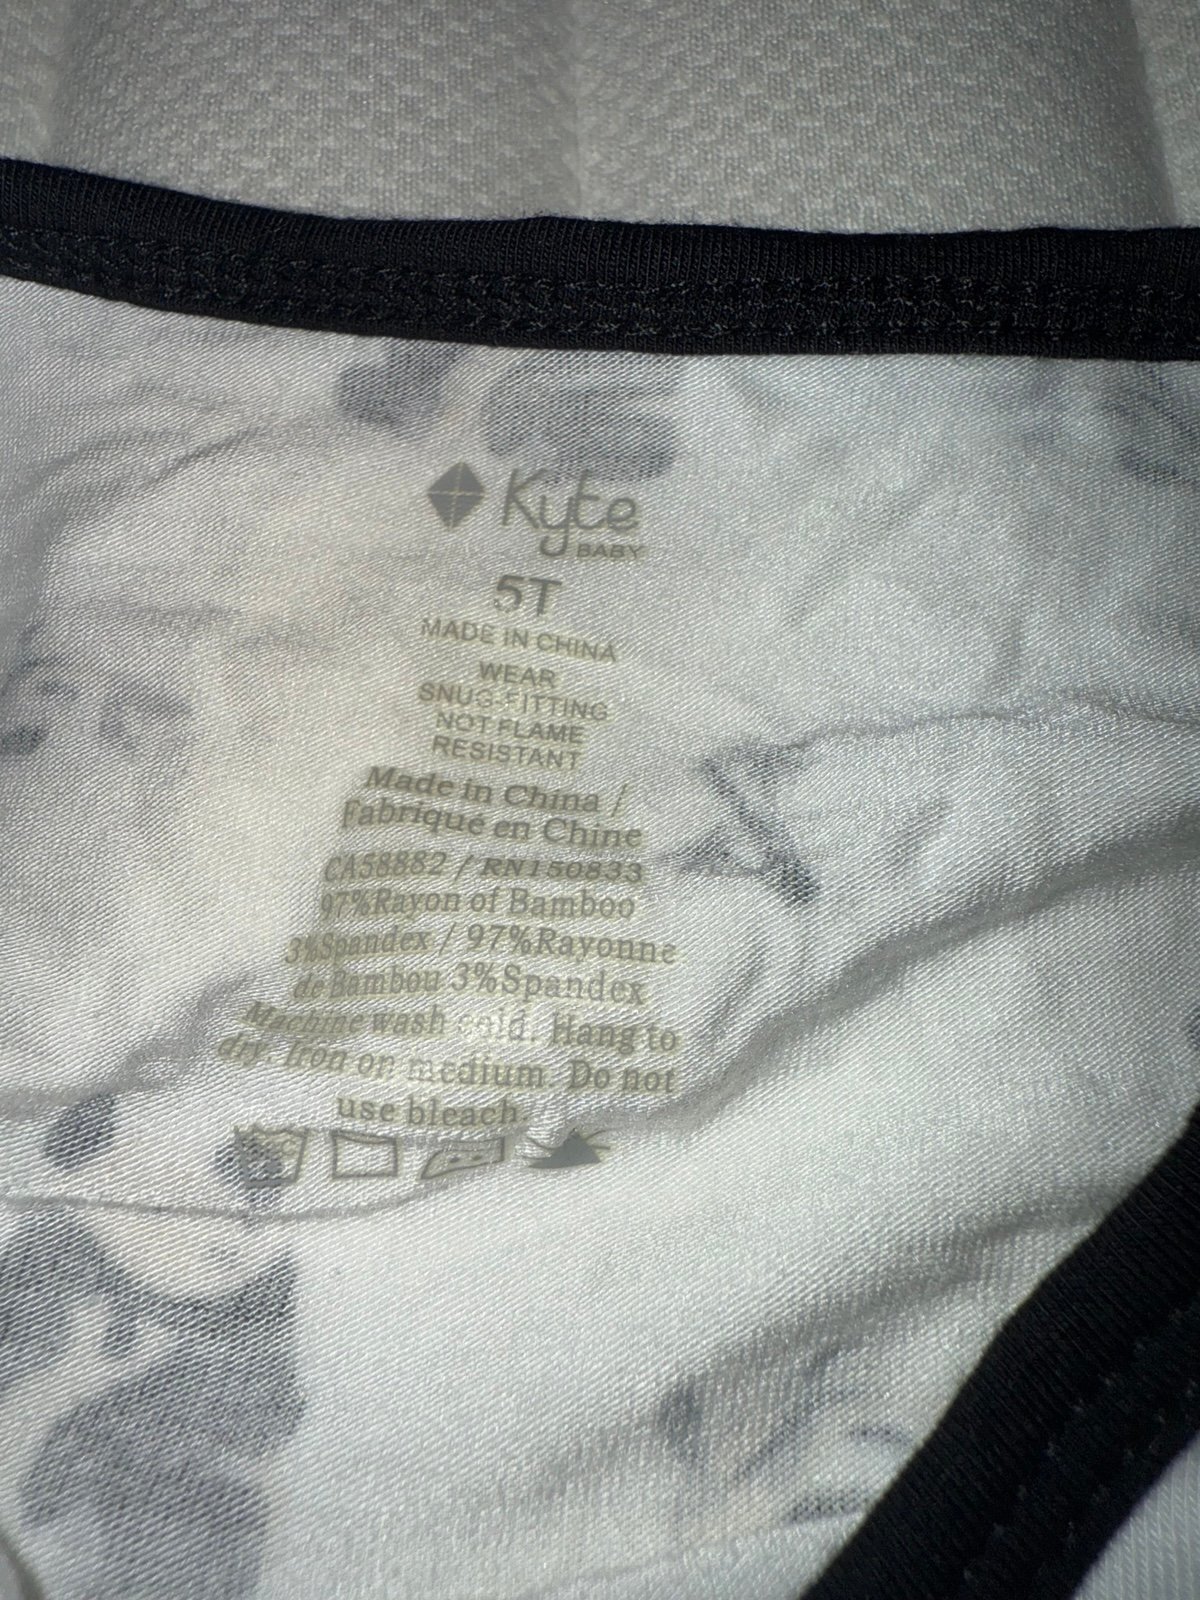 Kyte
BABY
5T
MADE IN CHINA
WEAR
SNUG-FITTING
NOT FLAME
RESISTANT
Made in China /
Fabriqué en Chine
CA58882 / RN150833
97%Rayon of Bamboo
3%Spandex / 97%Rayonne
de Bambou 3%Spandex
Machine wash cold. Hang to
dry. Iron on medium. Do not
use bleach.